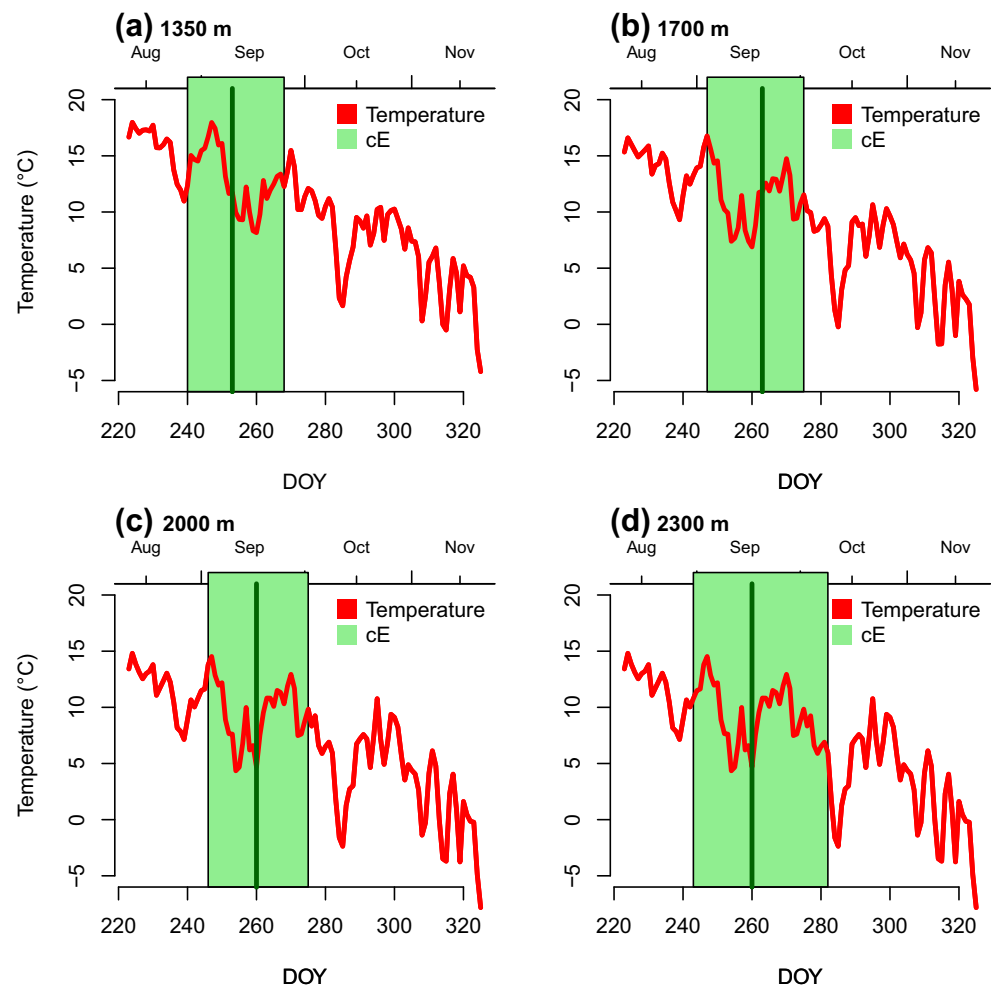 (a) 1350 m
Aug Sep Oct Nov
Temperature
cE
20
15
10
5
0
−5
Temperature (°C)
220 240 260 280 300 320
DOY
(b) 1700 m
Aug Sep Oct Nov
Temperature
cE
20
15
10
5
0
−5
220 240 260 280 300 320
DOY
(c) 2000 m
Aug Sep Oct Nov
Temperature
cE
20
15
10
5
0
−5
Temperature (°C)
220 240 260 280 300 320
DOY
(d) 2300 m
Aug Sep Oct Nov
Temperature
cE
20
15
10
5
0
−5
220 240 260 280 300 320
DOY